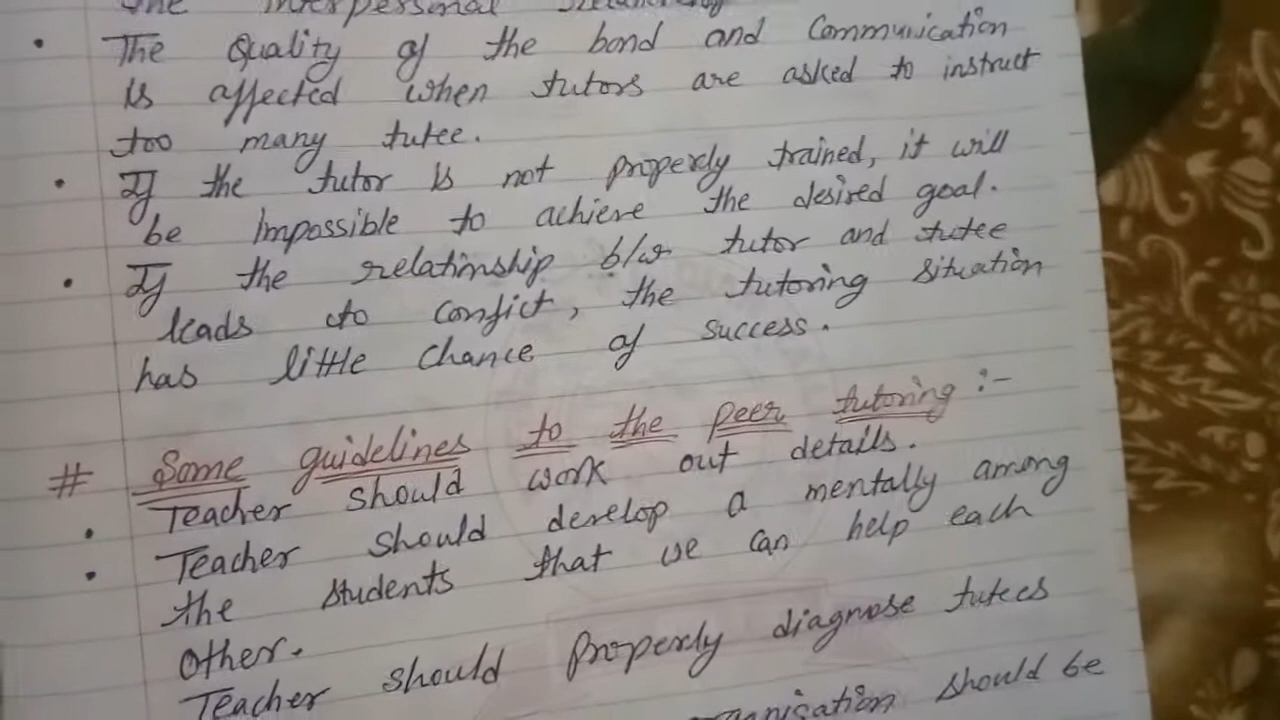 the interpersonal
• The Quality of the bond and Communication
is affected when tutors are asked to instruct
too many tutee.
• If the tutor is not properly trained, it will
be impossible to achieve the desired goal.
• If the relatinship b/w tutor and tutee
leads to confict, the tutoring situation
has little chance of success.
# Some guidelines to the peer tutoring :-
• Teacher should work out details.
• Teacher should develop a mentally among
the students that we can help each
other.
Teacher should properly diagnose tutees
should be